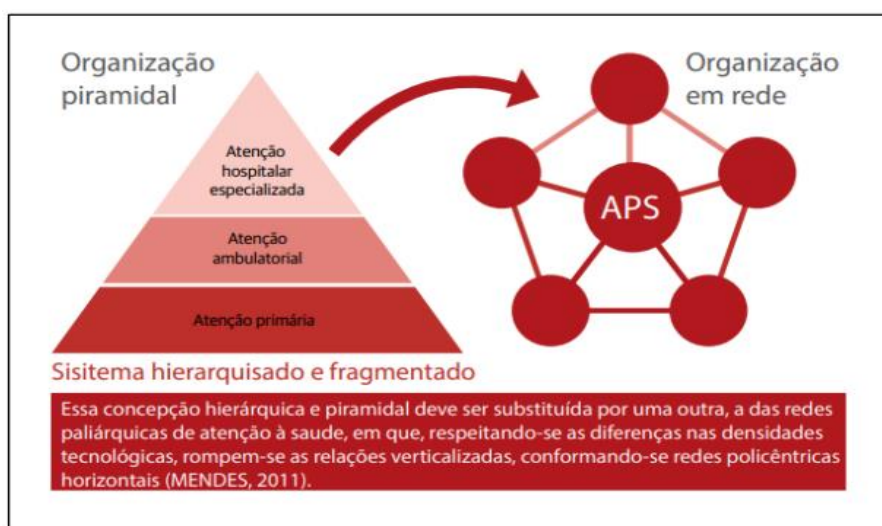 Organização
piramidal
Atenção
hospitalar
especializada
Atenção
ambulatorial
Atenção primária
Organização
em rede
APS
Sisitema hierarquisado e fragmentado
Essa concepção hierárquica e piramidal deve ser substituída por uma outra, a das redes
paliárquicas de atenção à saude, em que, respeitando-se as diferenças nas densidades
tecnológicas, rompem-se as relações verticalizadas, conformando-se redes policêntricas
horizontais (MENDES, 2011).